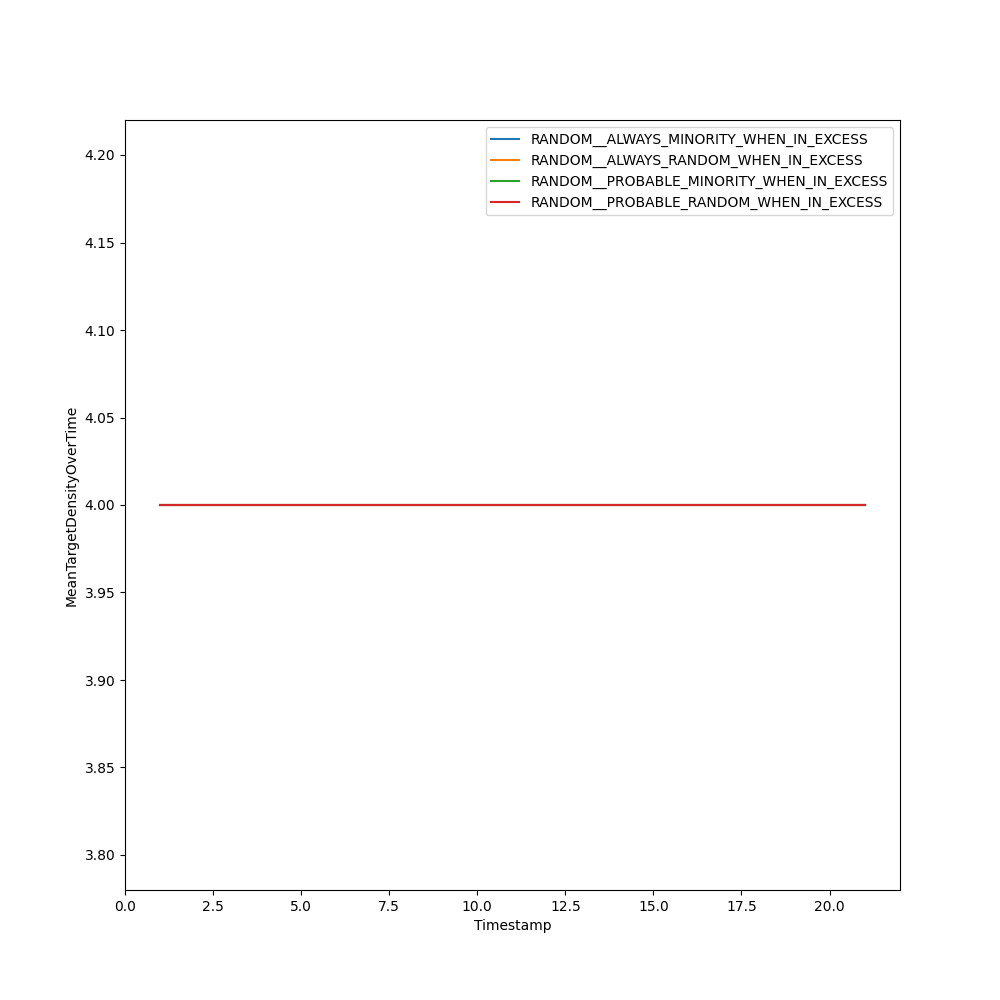 RANDOM__ALWAYS_MINORITY_WHEN_IN_EXCESS
RANDOM__ALWAYS_RANDOM_WHEN_IN_EXCESS
RANDOM__PROBABLE_MINORITY_WHEN_IN_EXCESS
RANDOM__PROBABLE_RANDOM_WHEN_IN_EXCESS
4.20
4.15
4.10
4.05
4.00
3.95
3.90
3.85
3.80
MeanTargetDensityOverTime
0.0 2.5 5.0 7.5 10.0 12.5 15.0 17.5 20.0
Timestamp